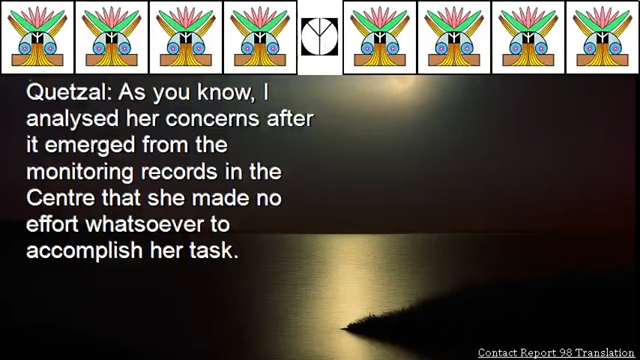 Quetzal: As you know, I
analysed her concerns after
it emerged from the
monitoring records in the
Centre that she made no
effort whatsoever to
accomplish her task.
Contact Report 98 Translation